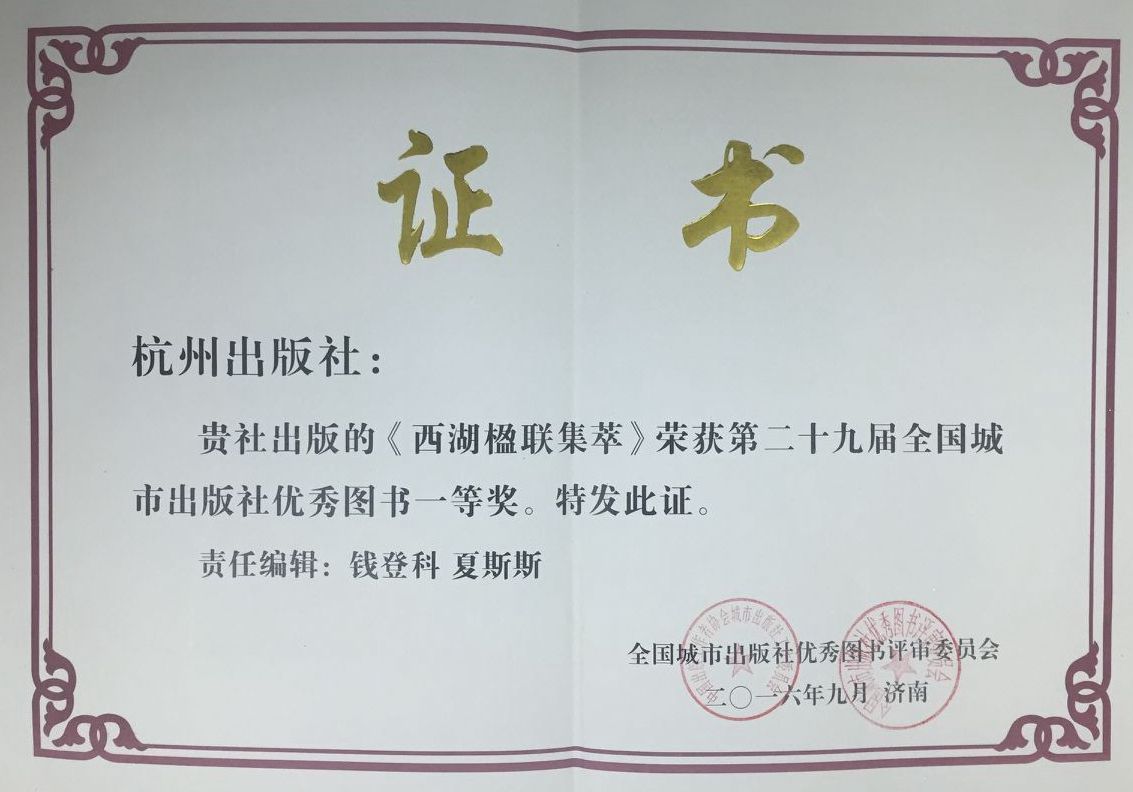 证 书
杭州出版社：
贵社出版的《西湖楹联集萃》荣获第二十九届全国城
市出版社优秀图书一等奖。特发此证。
责任编辑：钱登科 夏斯斯
全国城市出版社优秀图书评审委员会
二〇一六年九月 济南